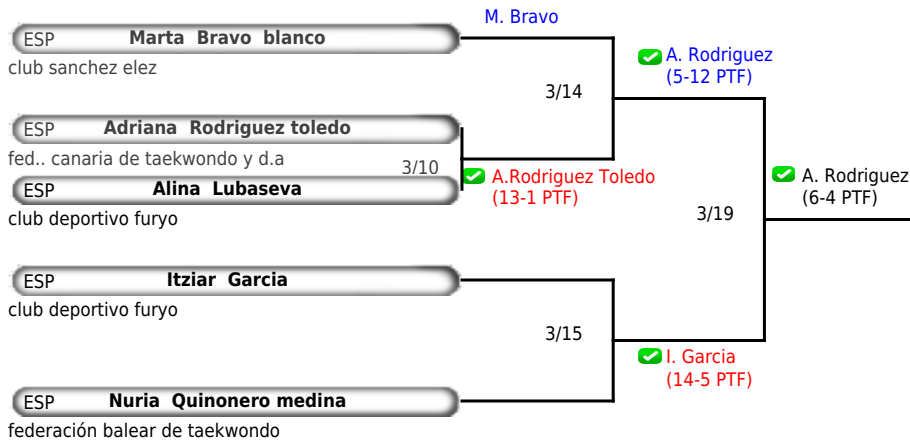 M. Bravo
ESP Marta Bravo blanco
club sanchez elez
A. Rodriguez
(5-12 PTF)
3/14
ESP Adriana Rodriguez toledo
fed.. canaria de taekwondo y d.a
3/10
A.Rodriguez Toledo
(13-1 PTF)
A. Rodriguez
(6-4 PTF)
ESP Alina Lubaseva
club deportivo furyo
3/19
ESP Itziar Garcia
club deportivo furyo
3/15
I. Garcia
(14-5 PTF)
ESP Nuria Quinonero medina
federación balear de taekwondo